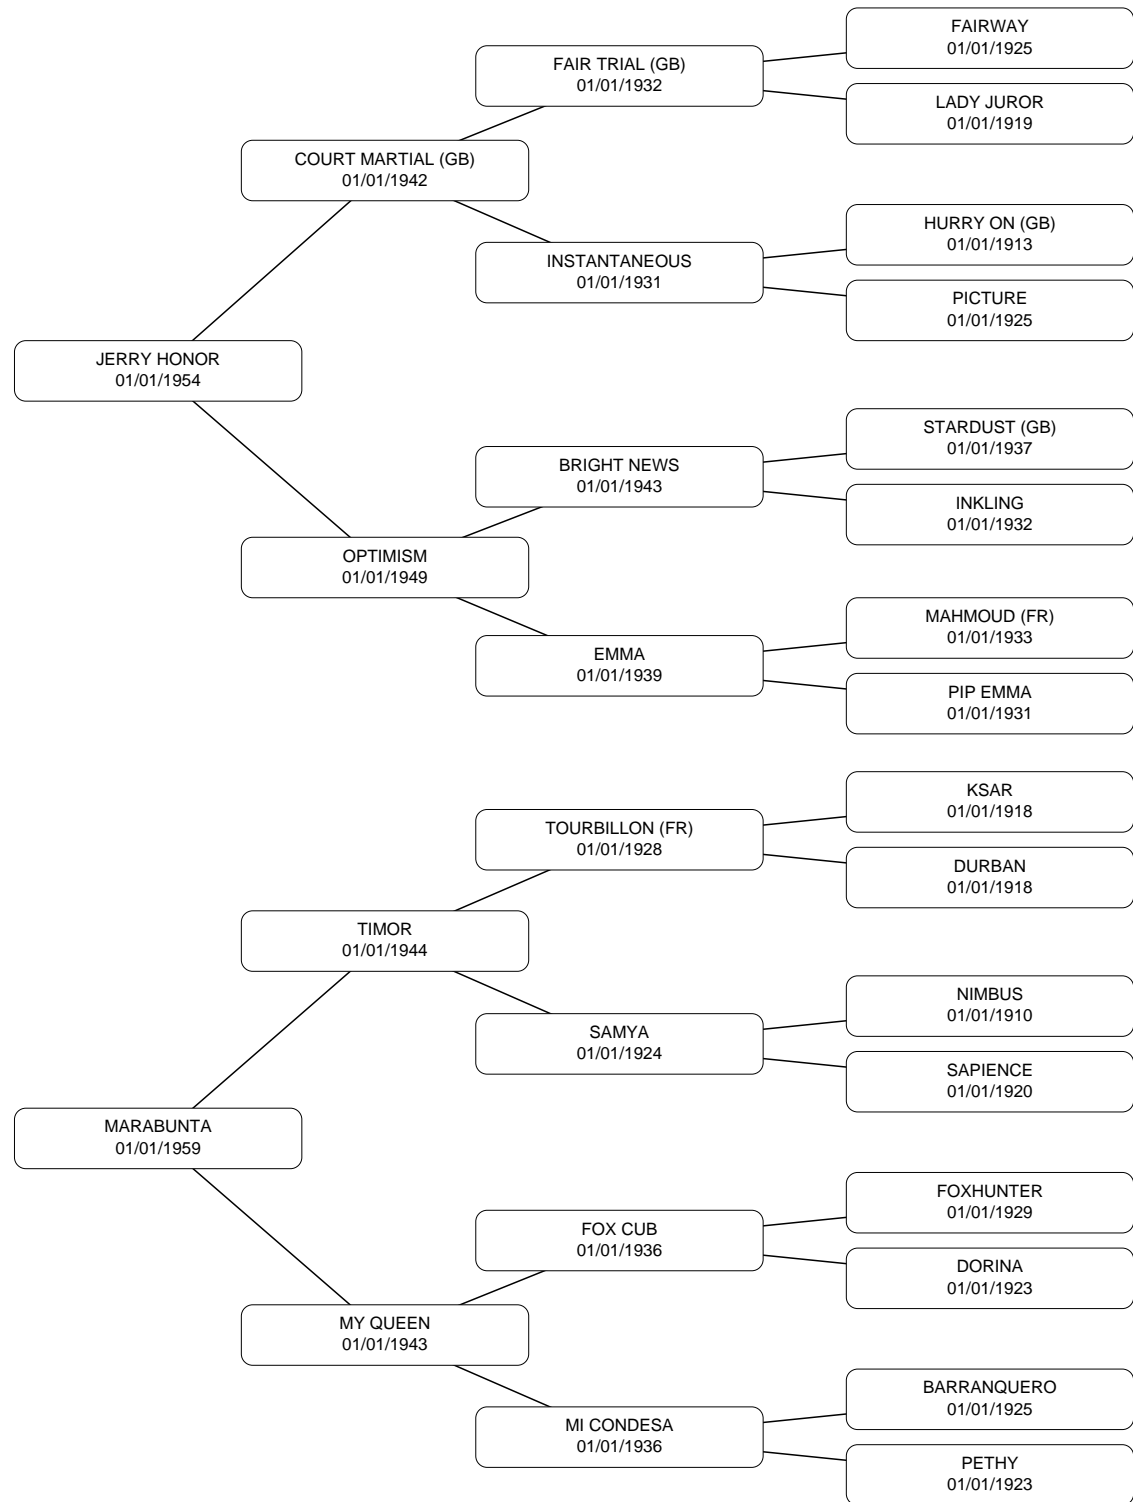 FAIRWAY
01/01/1925
FAIR TRIAL (GB)
01/01/1932
LADY JUROR
01/01/1919
COURT MARTIAL (GB)
01/01/1942
HURRY ON (GB)
01/01/1913
INSTANTANEOUS
01/01/1931
PICTURE
01/01/1925
JERRY HONOR
01/01/1954
STARDUST (GB)
01/01/1937
BRIGHT NEWS
01/01/1943
INKLING
01/01/1932
OPTIMISM
01/01/1949
MAHMOUD (FR)
01/01/1933
EMMA
01/01/1939
PIP EMMA
01/01/1931
KSAR
01/01/1918
TOURBILLON (FR)
01/01/1928
DURBAN
01/01/1918
TIMOR
01/01/1944
NIMBUS
01/01/1910
SAMYA
01/01/1924
SAPIENCE
01/01/1920
MARABUNTA
01/01/1959
FOXHUNTER
01/01/1929
FOX CUB
01/01/1936
DORINA
01/01/1923
MY QUEEN
01/01/1943
BARRANQUERO
01/01/1925
MI CONDESA
01/01/1936
PETHY
01/01/1923